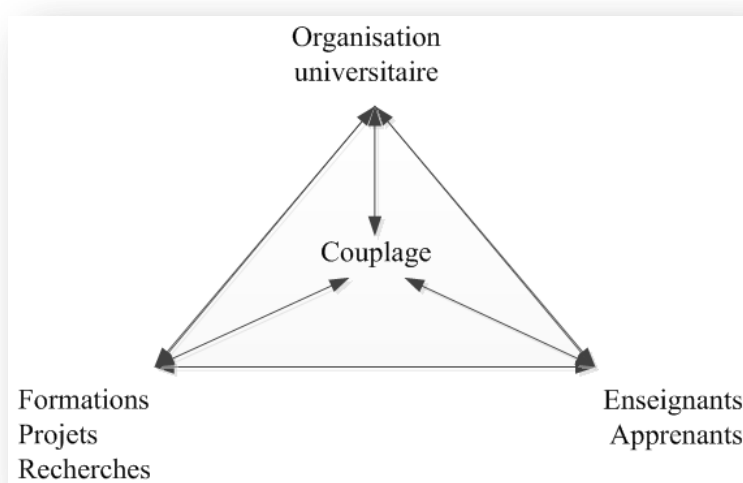 Organisation
universitaire
Couplage
Formations
Projets
Recherches
Enseignants
Apprenants